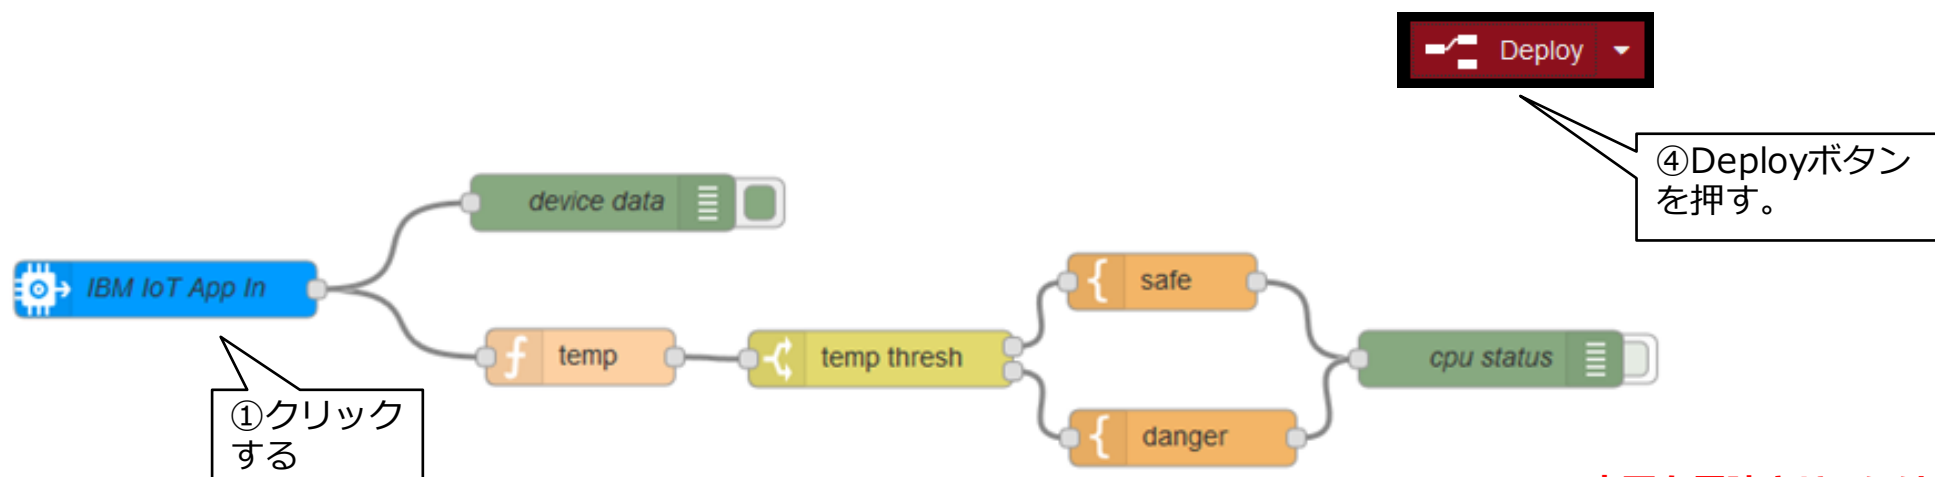 Deploy
④Deployボタン
を押す。
device data
IBM IoT App In
safe
temp
temp thresh
cpu status
①クリック
する
danger